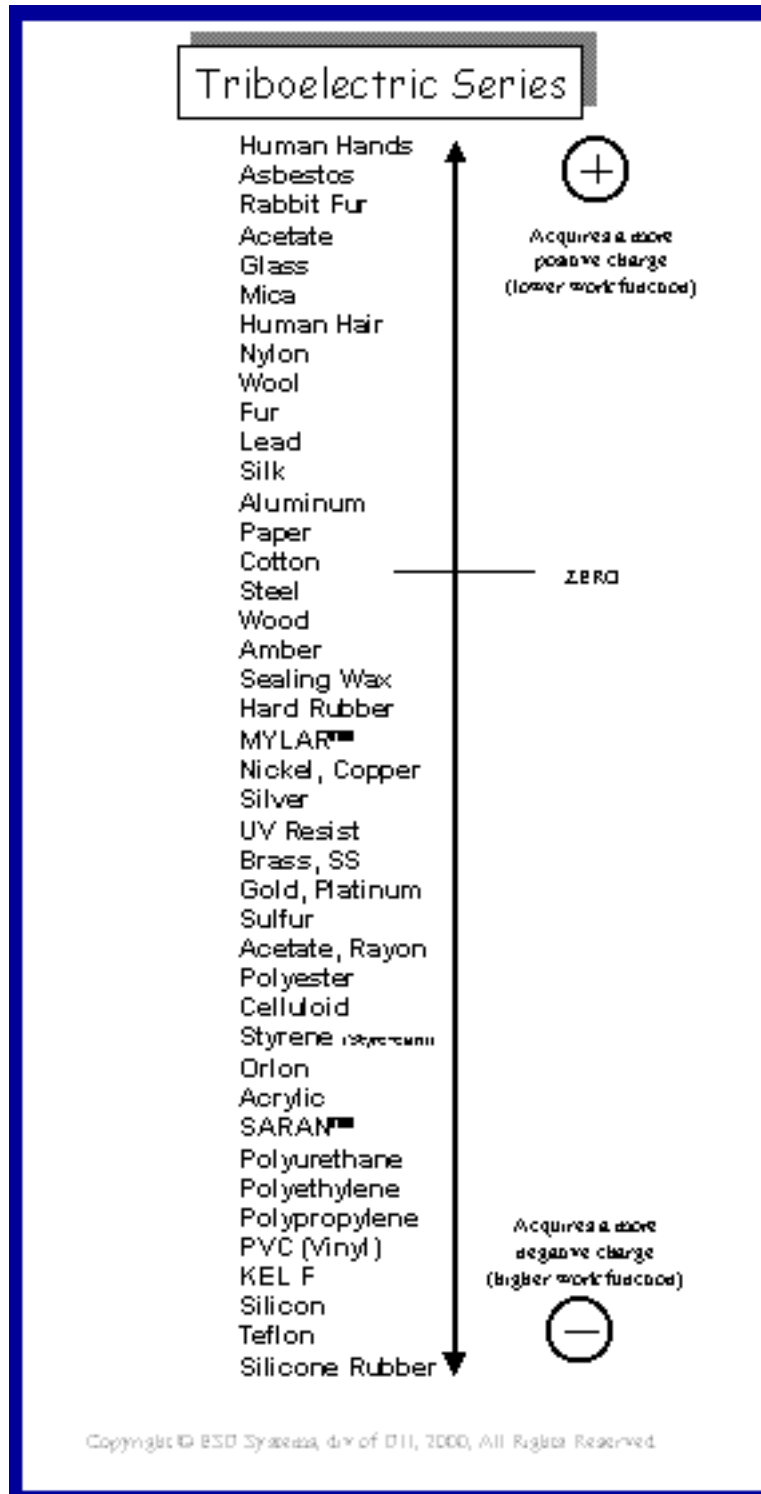 Triboelectric Series
Human Hands
Asbestos
Rabbit Fur
Acetate
Glass
Mica
Human Hair
Nylon
Wool
Fur
Lead
Silk
Aluminum
Paper
Cotton
Steel
Wood
Amber
Sealing Wax
Hard Rubber
MYLAR™
Nickel, Copper
Silver
UV Resist
Brass, SS
Gold, Platinum
Sulfur
Acetate, Rayon
Polyester
Celluloid
Styrene (Styrofoam)
Orlon
Acrylic
SARAN™
Polyurethane
Polyethylene
Polypropylene
PVC (Vinyl)
KEL F
Silicon
Teflon
Silicone Rubber
+
Acquires a more
positive charge
(lower work function)
ZERO
Acquires a more
negative charge
(higher work function)
−
Copyright © ESD Systems, div of DII, 2000, All Rights Reserved